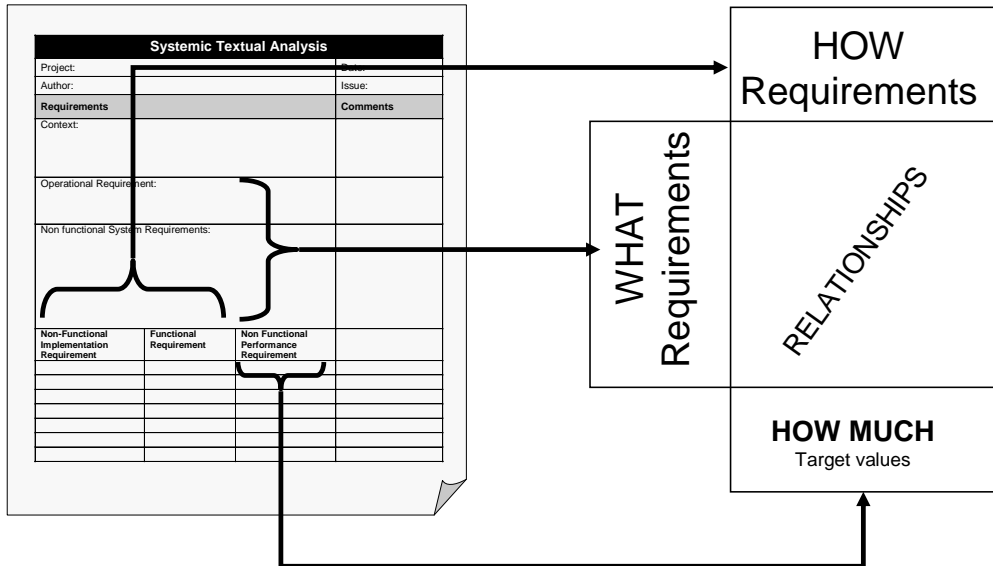 Systemic Textual Analysis
Project:
Date:
Author:
Issue:
Requirements
Comments
Context:
Operational Requirement:
Non functional System Requirements:
Non-Functional
Implementation
Requirement
Functional
Requirement
Non Functional
Performance
Requirement
HOW
Requirements
WHAT
Requirements
RELATIONSHIPS
HOW MUCH
Target values